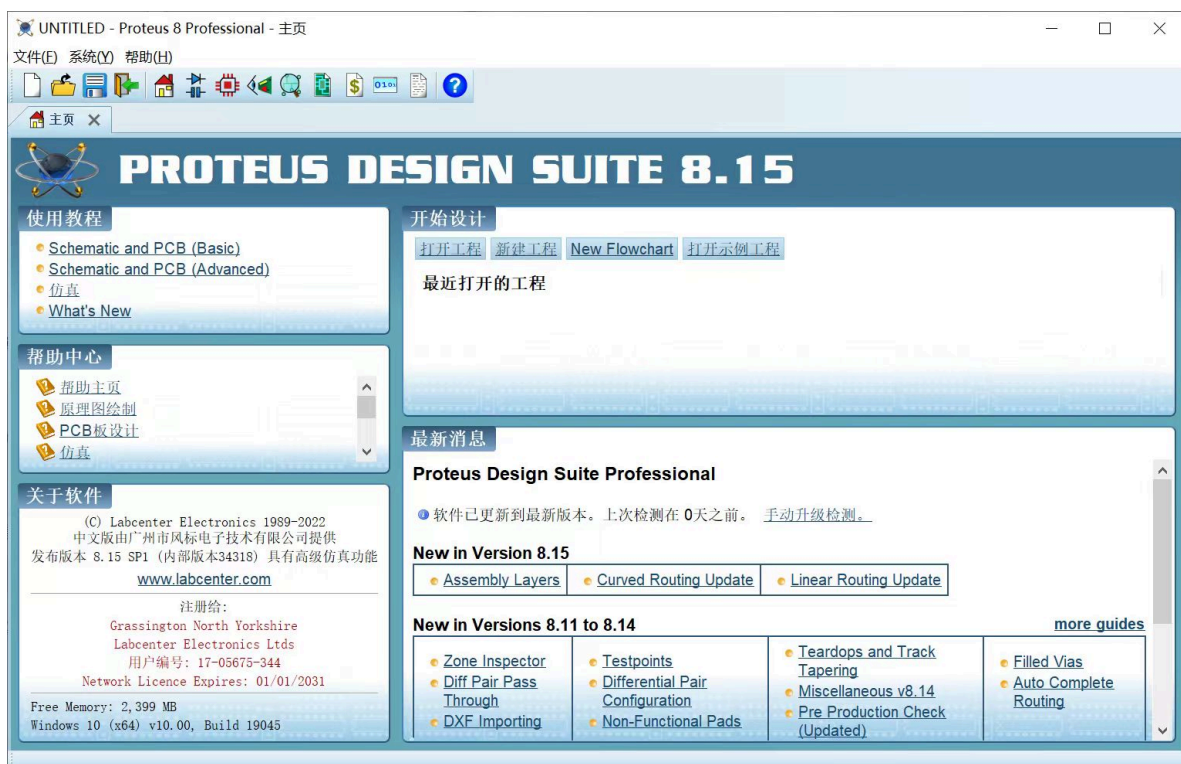 UNTITLED - Proteus 8 Professional - 主页
文件(F) 系统(Y) 帮助(H)
主页
PROTEUS DESIGN SUITE 8.15
使用教程
Schematic and PCB (Basic)
Schematic and PCB (Advanced)
仿真
What's New
帮助中心
帮助主页
原理图绘制
PCB板设计
仿真
关于软件
(C) Labcenter Electronics 1989-2022
中文版由广州市风标电子技术有限公司提供
发布版本 8.15 SP1 (内部版本34318) 具有高级仿真功能
www.labcenter.com
注册给:
Grassington North Yorkshire
Labcenter Electronics Ltds
用户编号: 17-05675-344
Network Licence Expires: 01/01/2031
Free Memory: 2,399 MB
Windows 10 (x64) v10.00, Build 19045
开始设计
打开工程 新建工程 New Flowchart 打开示例工程
最近打开的工程
最新消息
Proteus Design Suite Professional
软件已更新到最新版本。上次检测在 0天之前。 手动升级检测。
New in Version 8.15
Assembly Layers Curved Routing Update Linear Routing Update
New in Versions 8.11 to 8.14 more guides
Zone Inspector
Diff Pair Pass
Through
DXF Importing
Testpoints
Differential Pair
Configuration
Non-Functional Pads
Teardops and Track
Tapering
Miscellaneous v8.14
Pre Production Check
(Updated)
Filled Vias
Auto Complete
Routing